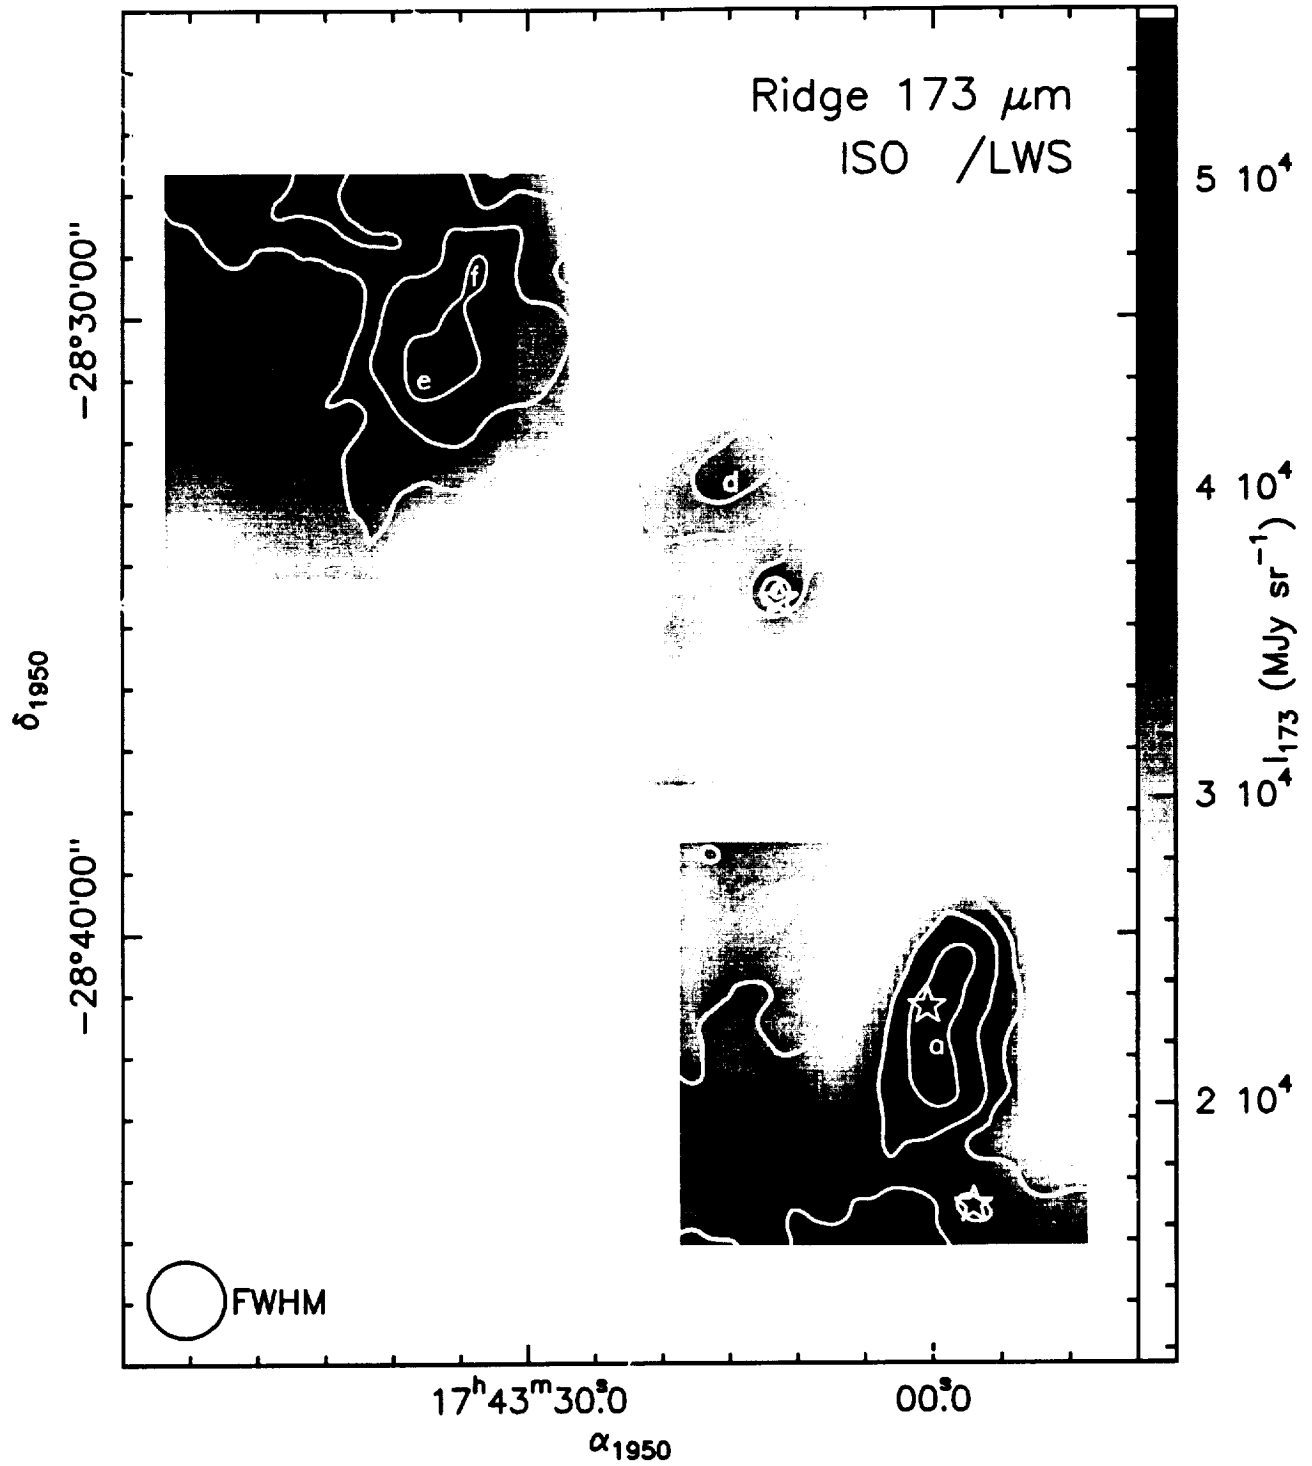 Ridge 173 μm
ISO /LWS
5 10⁴
−28°30'00"
f
e
d
4 10⁴
I₁₇₃ (MJy sr⁻¹)
δ₁₉₅₀
3 10⁴
−28°40'00"
a
2 10⁴
FWHM
17ʰ43ᵐ30ˢ.0
00ˢ.0
α₁₉₅₀